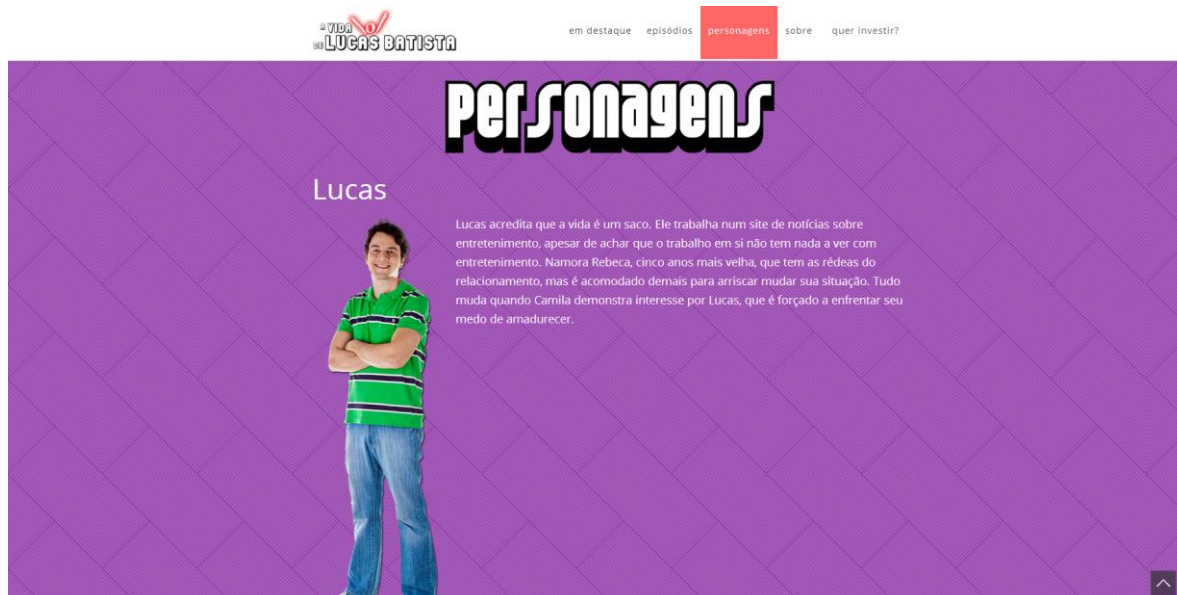 a VIDA
DE LUCAS BATISTA
em destaque episódios personagens sobre quer investir?
personagens
Lucas
Lucas acredita que a vida é um saco. Ele trabalha num site de notícias sobre
entretenimento, apesar de achar que o trabalho em si não tem nada a ver com
entretenimento. Namora Rebeca, cinco anos mais velha, que tem as rédeas do
relacionamento, mas é acomodado demais para arriscar mudar sua situação. Tudo
muda quando Camila demonstra interesse por Lucas, que é forçado a enfrentar seu
medo de amadurecer.